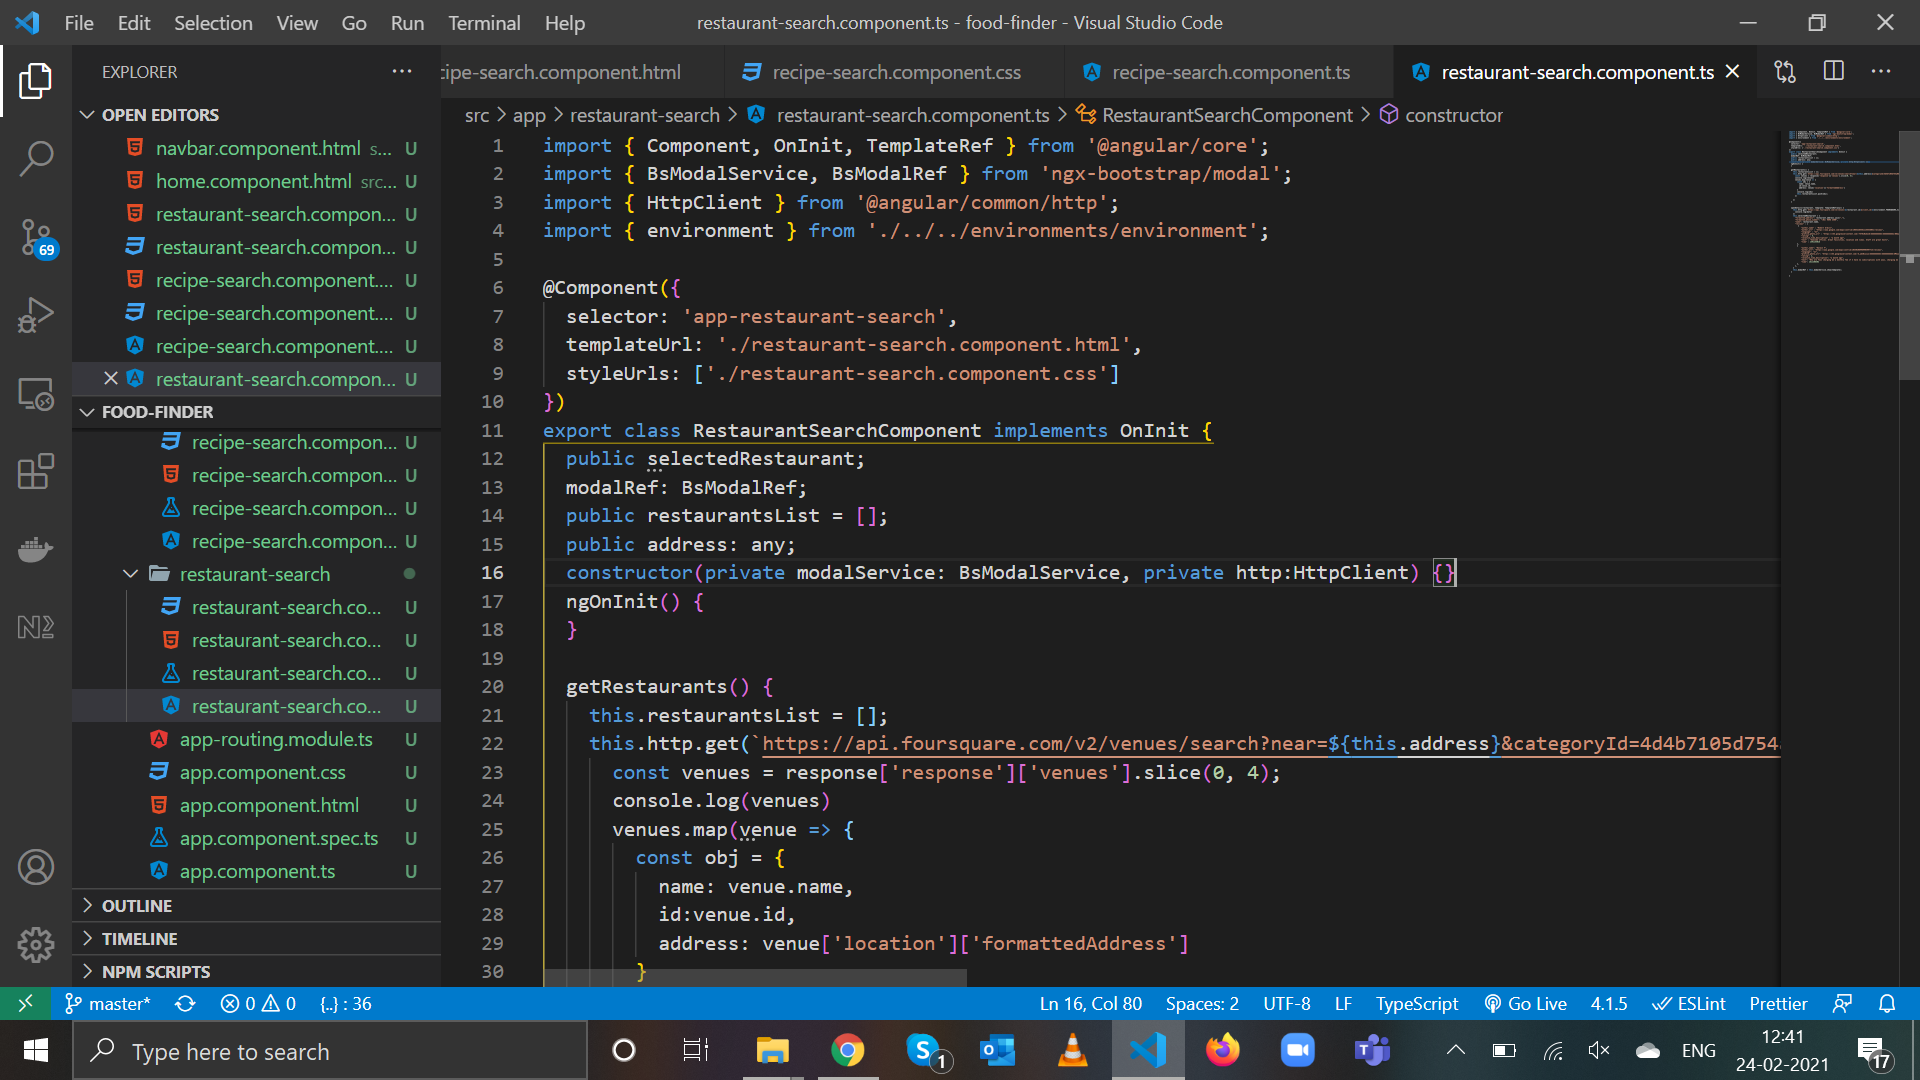 File Edit Selection View Go Run Terminal Help
restaurant-search.component.ts - food-finder - Visual Studio Code
EXPLORER
ipe-search.component.html
recipe-search.component.css
recipe-search.component.ts
restaurant-search.component.ts
OPEN EDITORS
navbar.component.html s... U
home.component.html src... U
restaurant-search.compon... U
restaurant-search.compon... U
recipe-search.component.... U
recipe-search.component.... U
recipe-search.component.... U
restaurant-search.compon... U
69
FOOD-FINDER
recipe-search.compon... U
recipe-search.compon... U
recipe-search.compon... U
recipe-search.compon... U
restaurant-search
restaurant-search.co... U
restaurant-search.co... U
restaurant-search.co... U
restaurant-search.co... U
app-routing.module.ts U
app.component.css U
app.component.html U
app.component.spec.ts U
app.component.ts U
OUTLINE
TIMELINE
NPM SCRIPTS
src > app > restaurant-search > restaurant-search.component.ts > RestaurantSearchComponent > constructor
1 import { Component, OnInit, TemplateRef } from '@angular/core';
2 import { BsModalService, BsModalRef } from 'ngx-bootstrap/modal';
3 import { HttpClient } from '@angular/common/http';
4 import { environment } from './../../environments/environment';
5
6 @Component({
7 selector: 'app-restaurant-search',
8 templateUrl: './restaurant-search.component.html',
9 styleUrls: ['./restaurant-search.component.css']
10 })
11 export class RestaurantSearchComponent implements OnInit {
12 public selectedRestaurant;
13 modalRef: BsModalRef;
14 public restaurantsList = [];
15 public address: any;
16 constructor(private modalService: BsModalService, private http:HttpClient) {}
17 ngOnInit() {
18 }
19
20 getRestaurants() {
21 this.restaurantsList = [];
22 this.http.get(`https://api.foursquare.com/v2/venues/search?near=${this.address}&categoryId=4d4b7105d754
23 const venues = response['response']['venues'].slice(0, 4);
24 console.log(venues)
25 venues.map(venue => {
26 const obj = {
27 name: venue.name,
28 id:venue.id,
29 address: venue['location']['formattedAddress']
30 }
master* 0 0 {..} : 36
Ln 16, Col 80 Spaces: 2 UTF-8 LF TypeScript Go Live 4.1.5 ESLint Prettier
Type here to search
1
ENG
12:41
24-02-2021
17